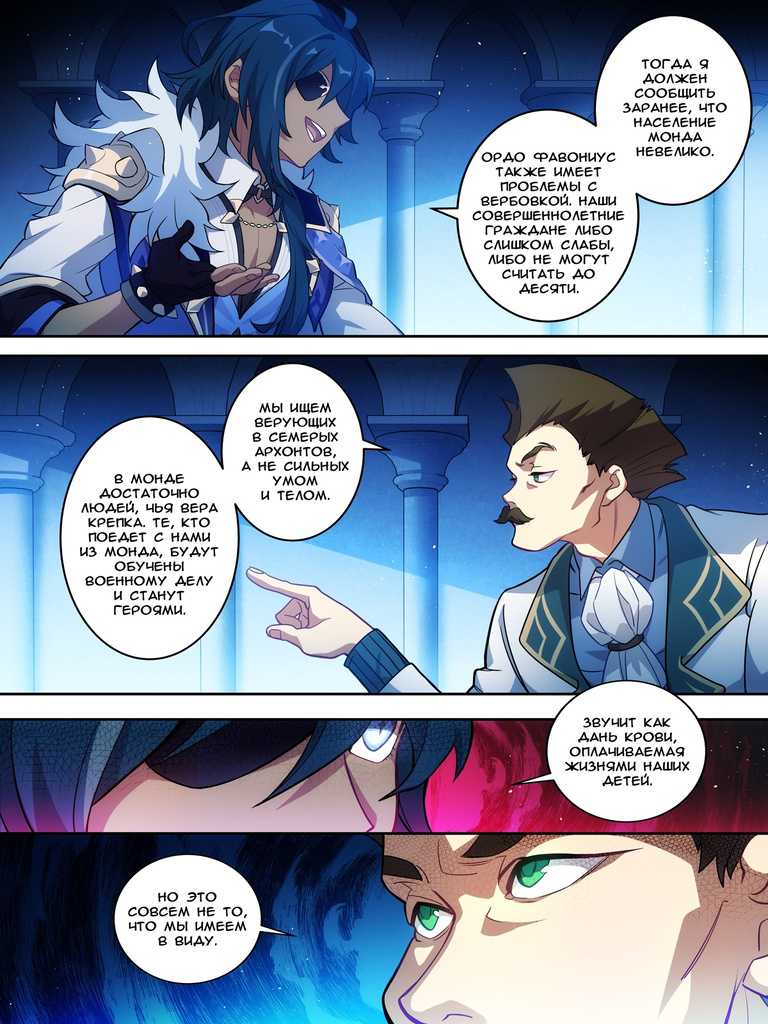 ТОГДА Я
ДОЛЖЕН
СООБЩИТЬ
ЗАРАНЕЕ, ЧТО
НАСЕЛЕНИЕ
МОНДА
НЕВЕЛИКО.
ОРДО ФАВОНИУС
ТАКЖЕ ИМЕЕТ
ПРОБЛЕМЫ С
ВЕРБОВКОЙ. НАШИ
СОВЕРШЕННОЛЕТНИЕ
ГРАЖДАНЕ ЛИБО
СЛИШКОМ СЛАБЫ,
ЛИБО НЕ МОГУТ
СЧИТАТЬ ДО
ДЕСЯТИ.
МЫ ИЩЕМ
ВЕРУЮЩИХ
В СЕМЕРЫХ
АРХОНТОВ,
А НЕ СИЛЬНЫХ
УМОМ
И ТЕЛОМ.
В МОНДЕ
ДОСТАТОЧНО
ЛЮДЕЙ, ЧЬЯ ВЕРА
КРЕПКА. ТЕ, КТО
ПОЕДЕТ С НАМИ
ИЗ МОНДА, БУДУТ
ОБУЧЕНЫ
ВОЕННОМУ ДЕЛУ
И СТАНУТ
ГЕРОЯМИ.
ЗВУЧИТ КАК
ДАНЬ КРОВИ,
ОПЛАЧИВАЕМАЯ
ЖИЗНЯМИ НАШИХ
ДЕТЕЙ.
НО ЭТО
СОВСЕМ НЕ ТО,
ЧТО МЫ ИМЕЕМ
В ВИДУ.